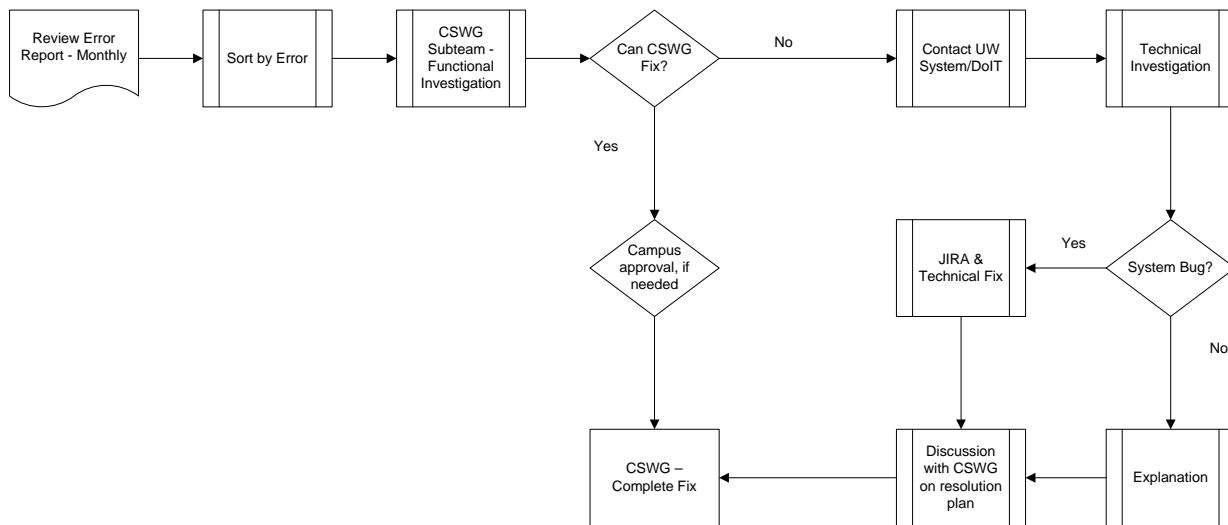 Review Error
Report - Monthly
Sort by Error
CSWG
Subteam -
Functional
Investigation
Can CSWG
Fix?
No
Contact UW
System/DoIT
Technical
Investigation
Yes
Campus
approval, if
needed
JIRA &
Technical Fix
Yes
System Bug?
No
CSWG –
Complete Fix
Discussion
with CSWG
on resolution
plan
Explanation